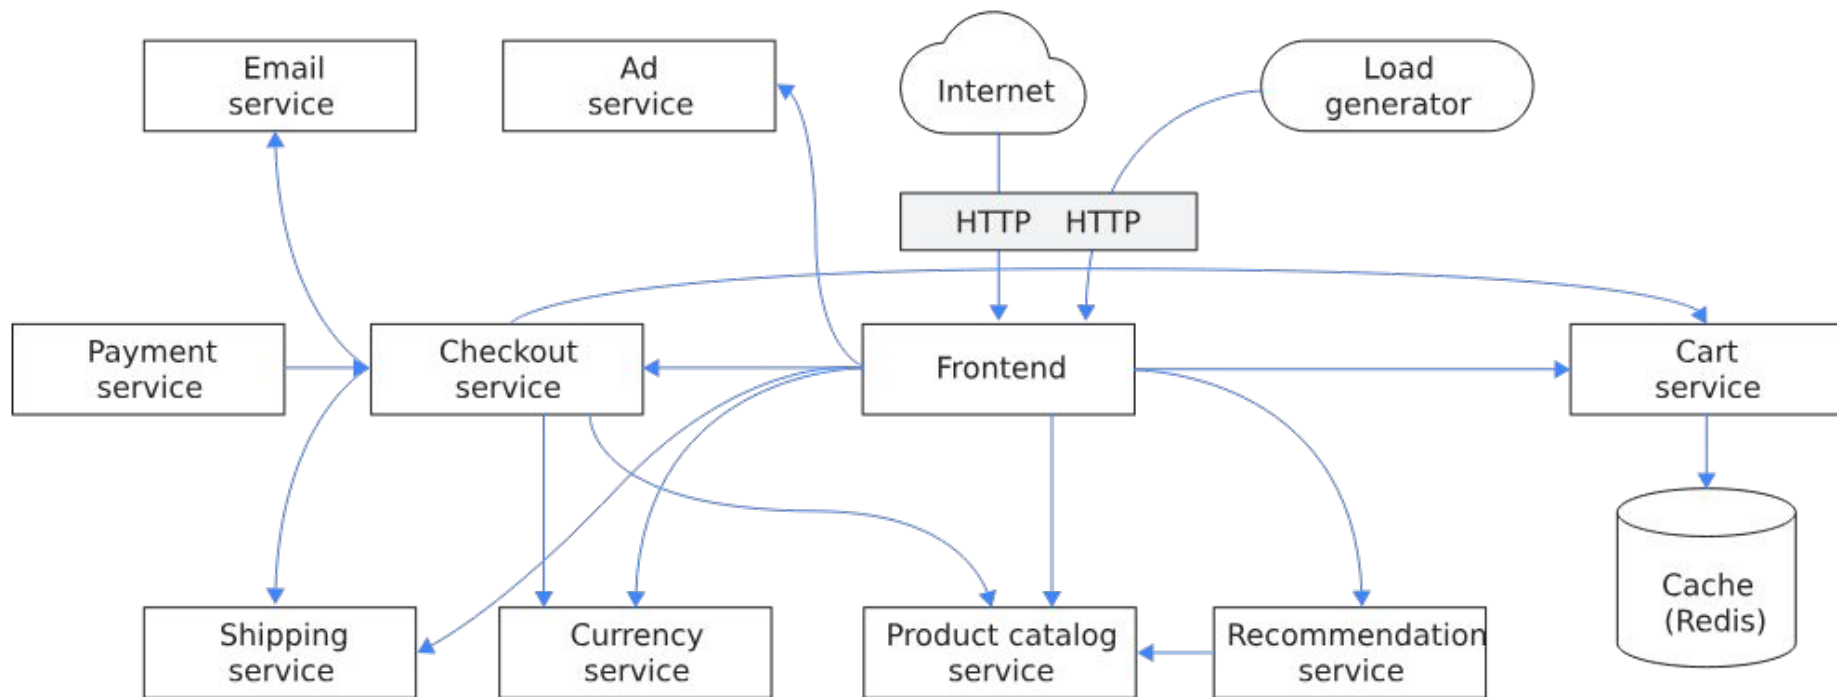 Email
service
Ad
service
Internet
Load
generator
HTTP HTTP
Payment
service
Checkout
service
Frontend
Cart
service
Shipping
service
Currency
service
Product catalog
service
Recommendation
service
Cache
(Redis)